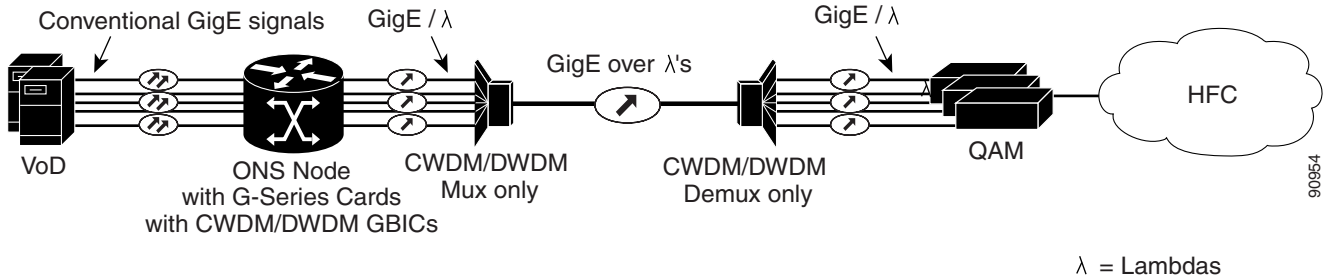 Conventional GigE signals
GigE / λ
GigE over λ's
GigE / λ
λ
HFC
VoD
ONS Node
with G-Series Cards
with CWDM/DWDM GBICs
CWDM/DWDM
Mux only
CWDM/DWDM
Demux only
QAM
90954
λ = Lambdas